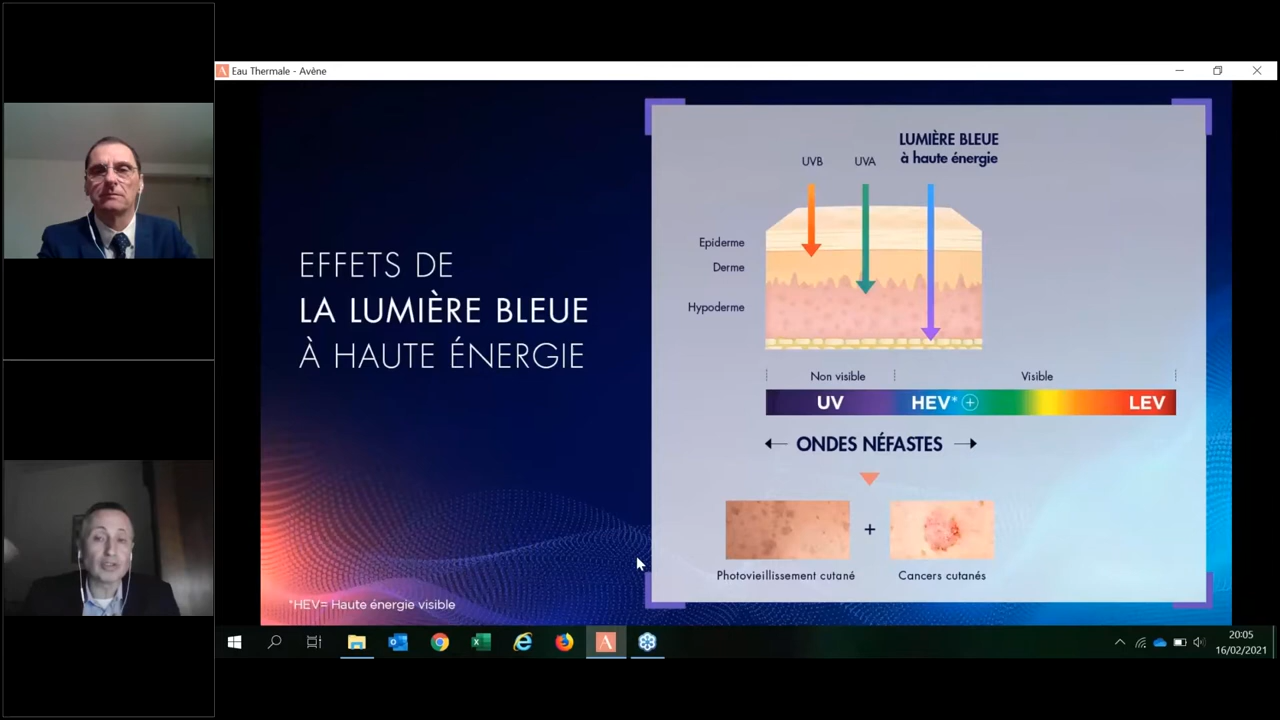 Eau Thermale - Avène
EFFETS DE
LA LUMIÈRE BLEUE
À HAUTE ÉNERGIE
*HEV= Haute énergie visible
LUMIÈRE BLEUE
à haute énergie
UVB
UVA
Epiderme
Derme
Hypoderme
Non visible
Visible
UV
HEV*
LEV
ONDES NÉFASTES
+
Photovieillissement cutané
Cancers cutanés
20:05
16/02/2021